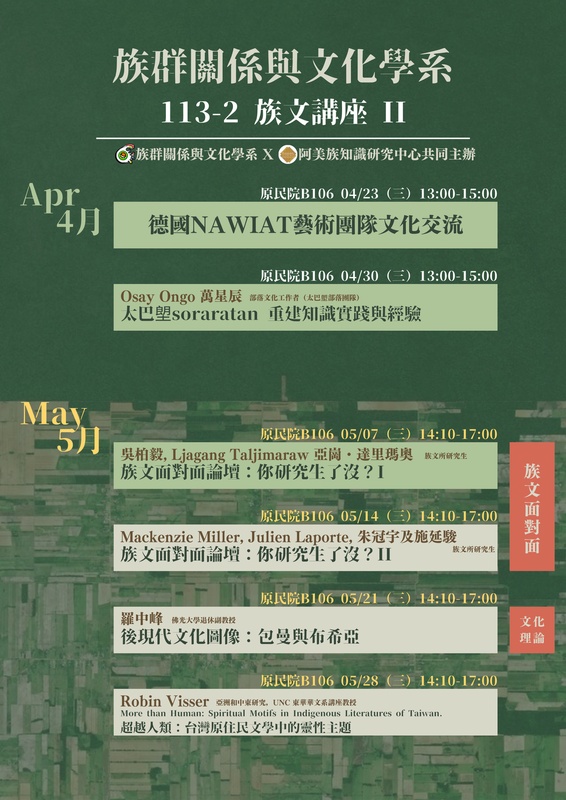 族群關係與文化學系
113-2 族文講座 II
族群關係與文化學系 X 阿美族知識研究中心共同主辦
Apr
4月
原民院B106 04/23（三）13:00-15:00
德國NAWIAT藝術團隊文化交流
原民院B106 04/30（三）13:00-15:00
Osay Ongo 萬星辰 部落文化工作者（太巴塱部落團隊）
太巴塱soraratan 重建知識實踐與經驗
May
5月
原民院B106 05/07（三）14:10-17:00
吳柏毅, Ljagang Taljimaraw 亞崗・達里瑪奧 族文所研究生
族文面對面論壇：你研究生了沒？I
原民院B106 05/14（三）14:10-17:00
Mackenzie Miller, Julien Laporte, 朱冠宇及施延駿
族文所研究生
族文面對面論壇：你研究生了沒？II
族文面對面
原民院B106 05/21（三）14:10-17:00
羅中峰 佛光大學退休副教授
後現代文化圖像：包曼與布希亞
文化
理論
原民院B106 05/28（三）14:10-17:00
Robin Visser 亞洲和中東研究, UNC 東華華文系講座教授
More than Human: Spiritual Motifs in Indigenous Literatures of Taiwan.
超越人類：台灣原住民文學中的靈性主題